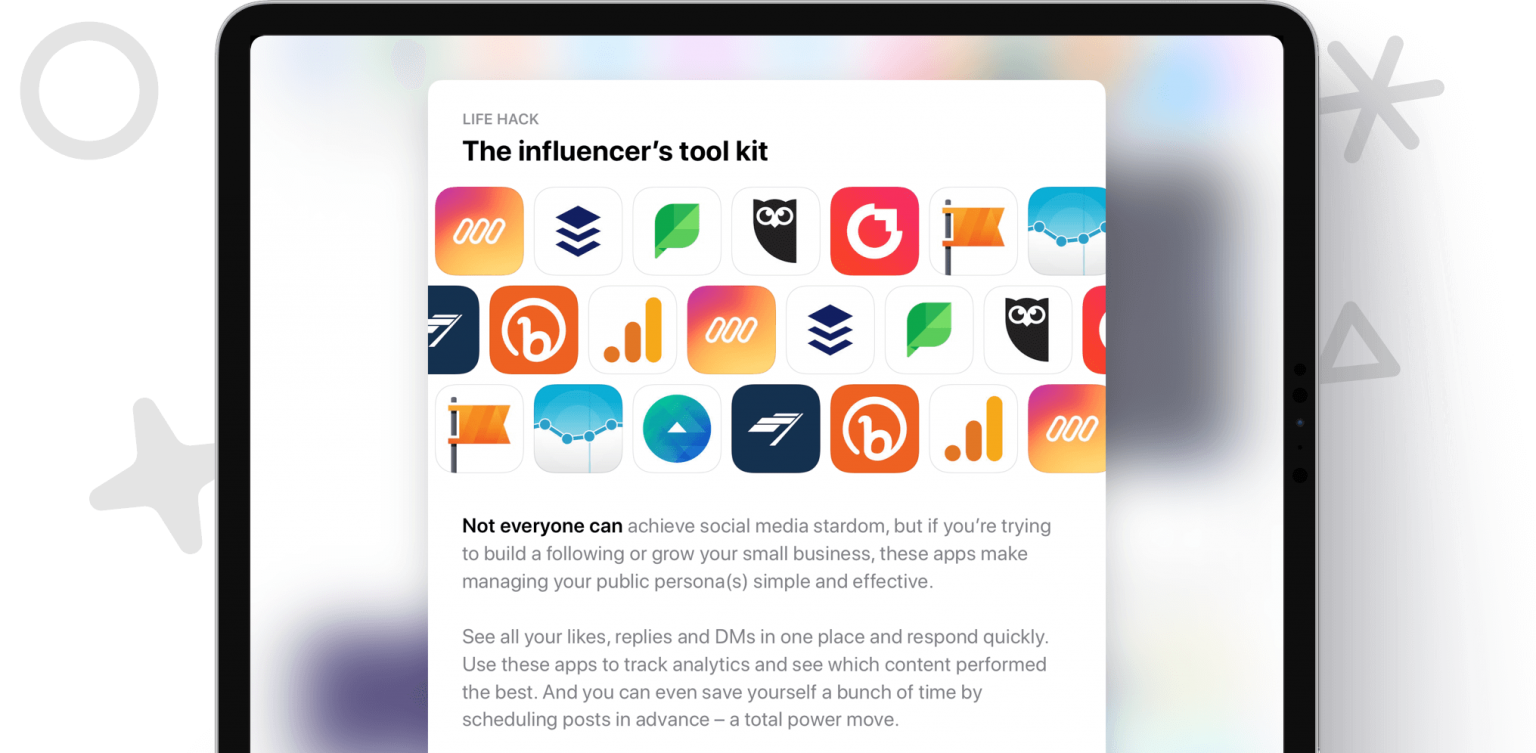 LIFE HACK
The influencer’s tool kit
Not everyone can achieve social media stardom, but if you’re trying
to build a following or grow your small business, these apps make
managing your public persona(s) simple and effective.
See all your likes, replies and DMs in one place and respond quickly.
Use these apps to track analytics and see which content performed
the best. And you can even save yourself a bunch of time by
scheduling posts in advance – a total power move.